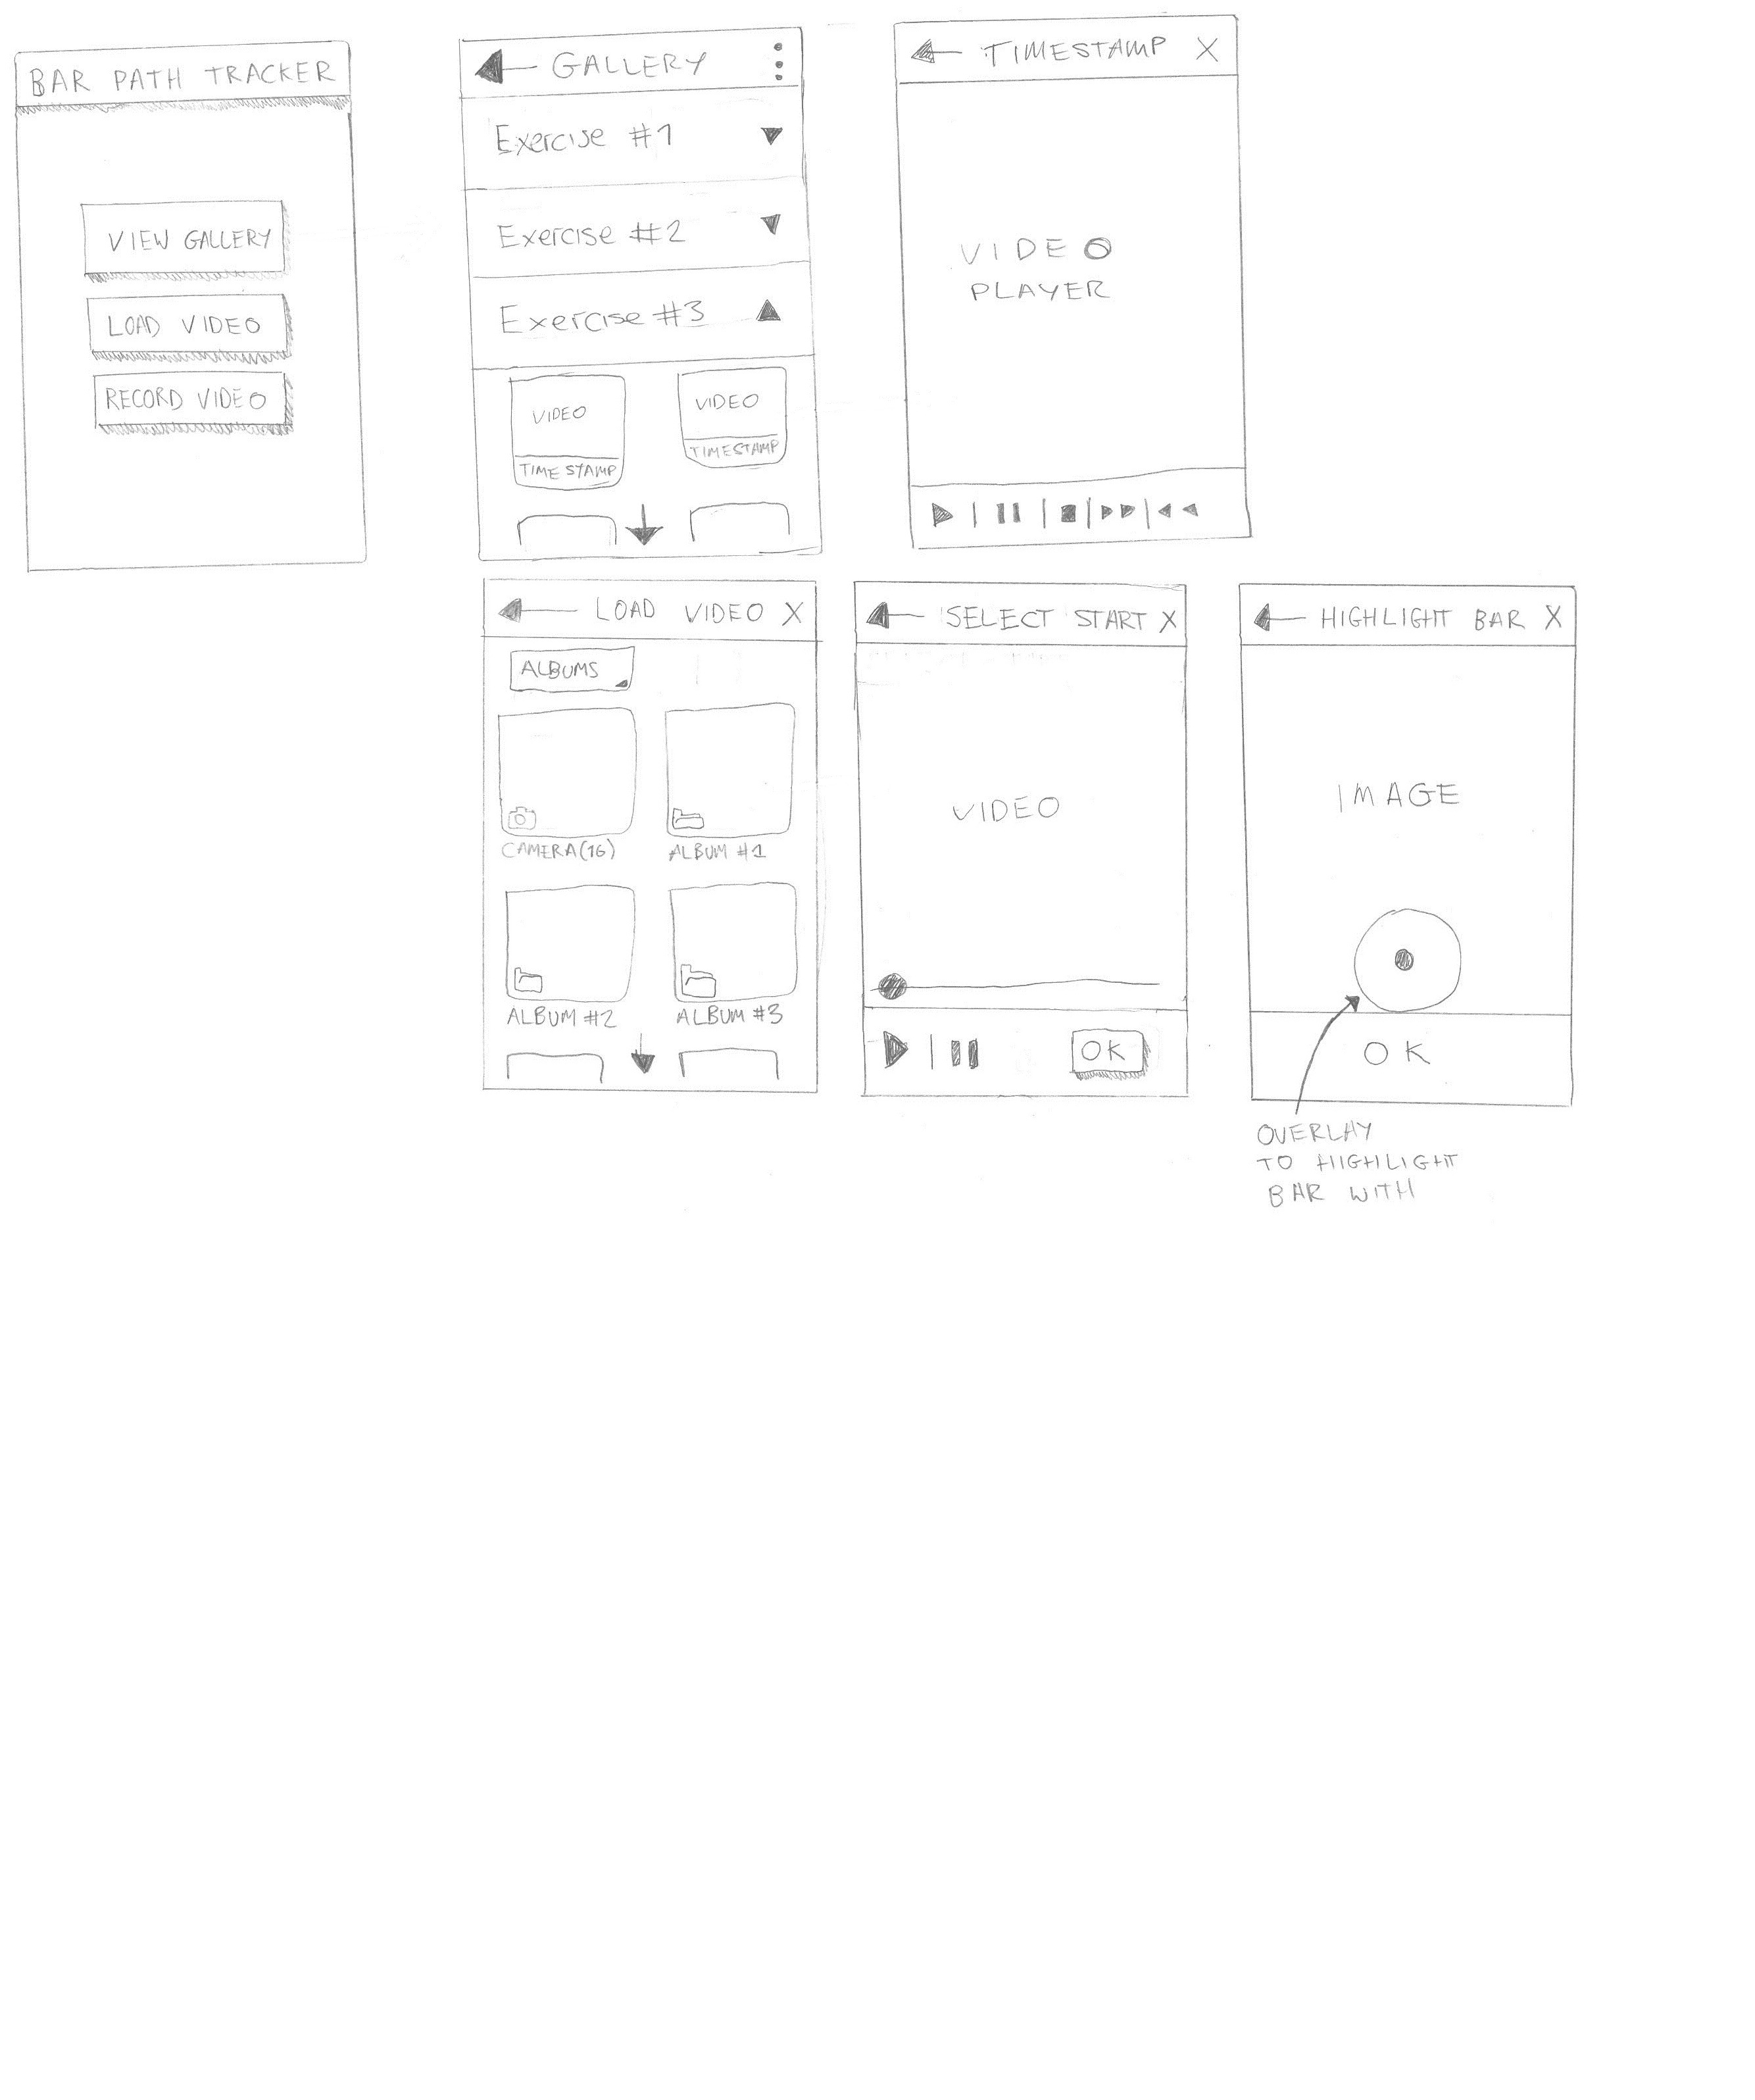 BAR PATH TRACKER
VIEW GALLERY
LOAD VIDEO
RECORD VIDEO
GALLERY
Exercise #1
Exercise #2
Exercise #3
VIDEO
TIMESTAMP
VIDEO
TIMESTAMP
TIMESTAMP X
VIDEO
PLAYER
LOAD VIDEO X
ALBUMS
CAMERA(16)
ALBUM #1
ALBUM #2
ALBUM #3
SELECT START X
VIDEO
OK
HIGHLIGHT BAR X
IMAGE
OK
OVERLAY
TO HIGHLIGHT
BAR WITH